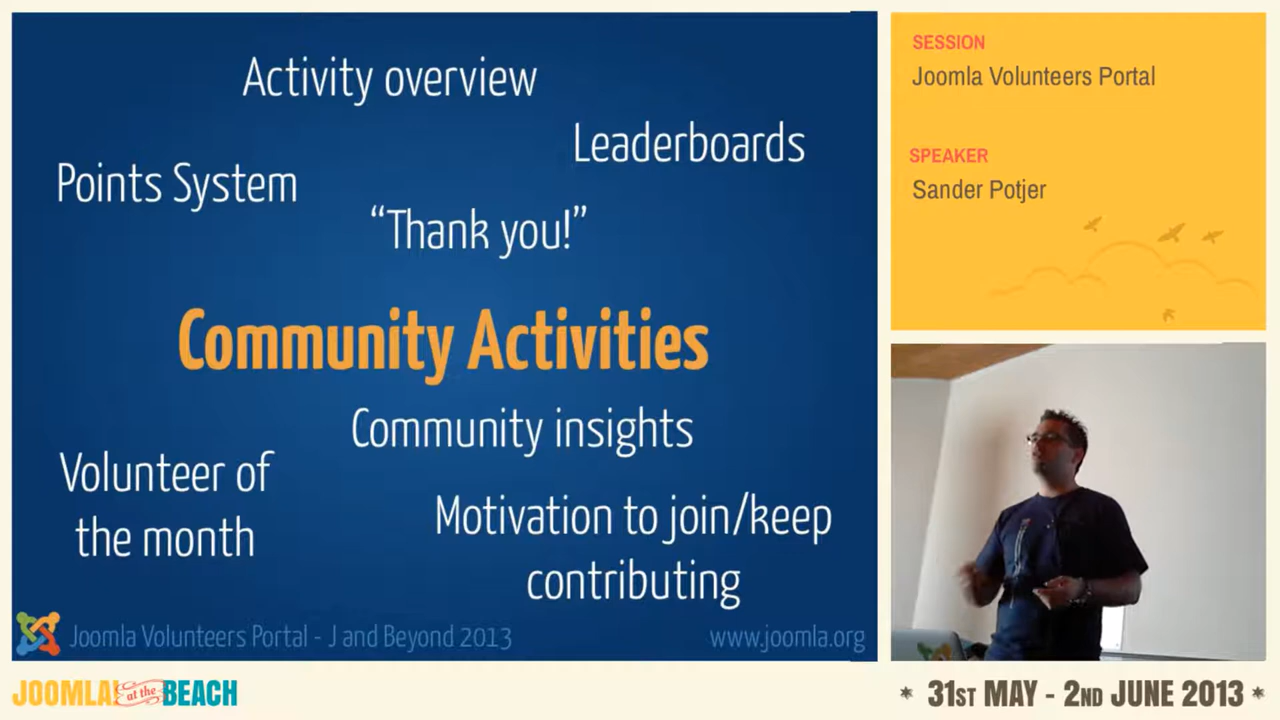 Activity overview
Leaderboards
Points System
“Thank you!”
Community Activities
Community insights
Volunteer of
the month
Motivation to join/keep
contributing
Joomla Volunteers Portal - J and Beyond 2013
www.joomla.org
SESSION
Joomla Volunteers Portal
SPEAKER
Sander Potjer
JOOMLA! at the BEACH
* 31ST MAY - 2ND JUNE 2013 *